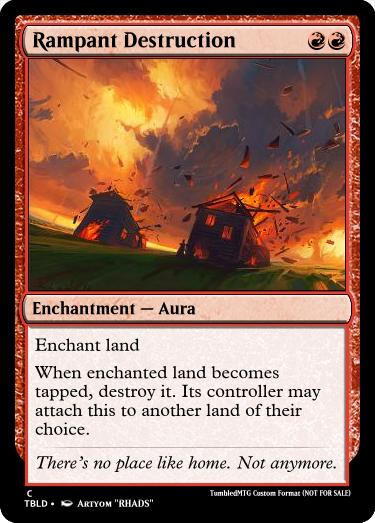 Rampant Destruction
Enchantment — Aura
Enchant land
When enchanted land becomes
tapped, destroy it. Its controller may
attach this to another land of their
choice.
There's no place like home. Not anymore.
C
TBLD • Artyom "RHADS"
TumbledMTG Custom Format (NOT FOR SALE)